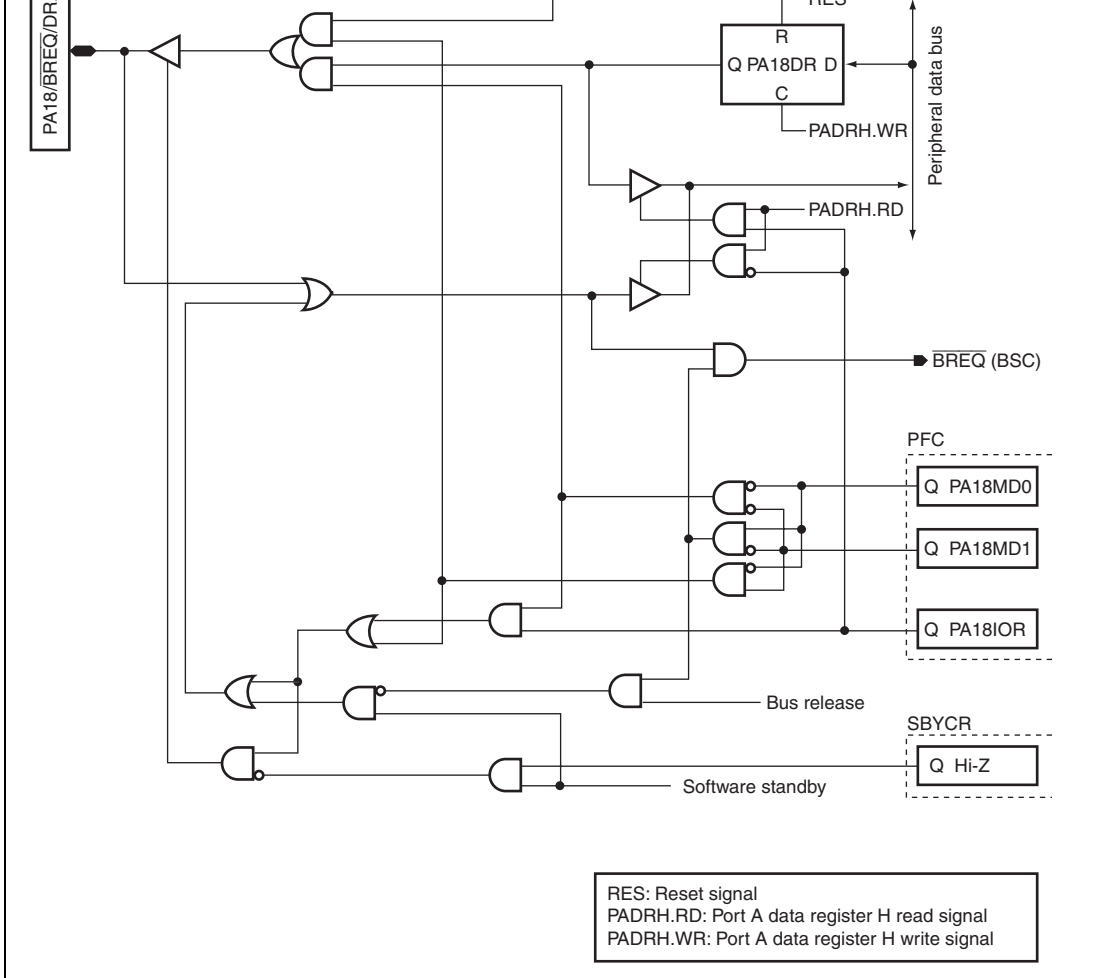 PA18/BREQ/DR
RES
R
Q PA18DR D
C
PADRH.WR
Peripheral data bus
PADRH.RD
BREQ (BSC)
PFC
Q PA18MD0
Q PA18MD1
Q PA18IOR
Bus release
SBYCR
Q Hi-Z
Software standby
RES: Reset signal
PADRH.RD: Port A data register H read signal
PADRH.WR: Port A data register H write signal